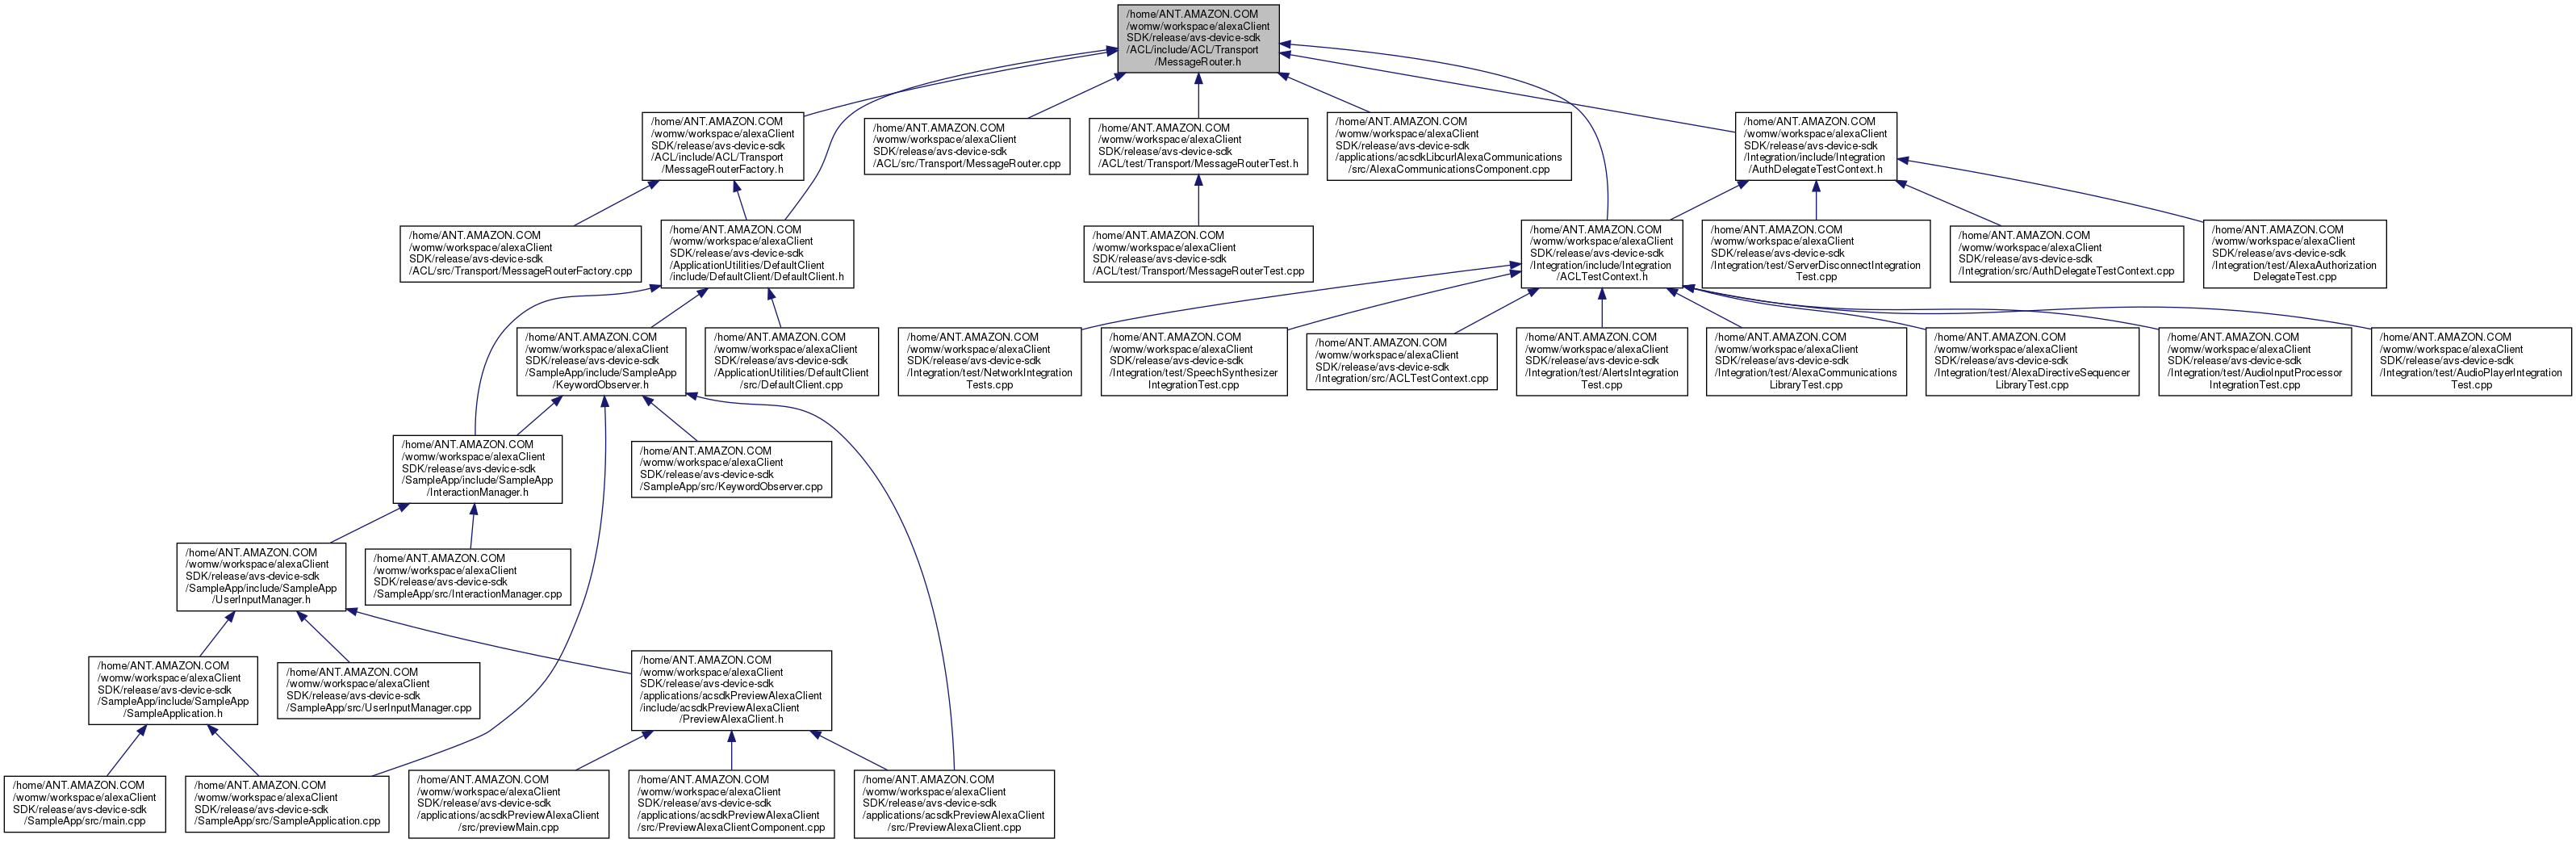 /home/ANT.AMAZON.COM
/womw/workspace/alexaClient
SDK/release/avs-device-sdk
/ACL/include/ACL/Transport
/MessageRouter.h
/home/ANT.AMAZON.COM
/womw/workspace/alexaClient
SDK/release/avs-device-sdk
/ACL/include/ACL/Transport
/MessageRouterFactory.h
/home/ANT.AMAZON.COM
/womw/workspace/alexaClient
SDK/release/avs-device-sdk
/ACL/src/Transport/MessageRouter.cpp
/home/ANT.AMAZON.COM
/womw/workspace/alexaClient
SDK/release/avs-device-sdk
/ACL/test/Transport/MessageRouterTest.h
/home/ANT.AMAZON.COM
/womw/workspace/alexaClient
SDK/release/avs-device-sdk
/applications/acsdkLibcurlAlexaCommunications
/src/AlexaCommunicationsComponent.cpp
/home/ANT.AMAZON.COM
/womw/workspace/alexaClient
SDK/release/avs-device-sdk
/Integration/include/Integration
/AuthDelegateTestContext.h
/home/ANT.AMAZON.COM
/womw/workspace/alexaClient
SDK/release/avs-device-sdk
/ACL/src/Transport/MessageRouterFactory.cpp
/home/ANT.AMAZON.COM
/womw/workspace/alexaClient
SDK/release/avs-device-sdk
/ApplicationUtilities/DefaultClient
/include/DefaultClient/DefaultClient.h
/home/ANT.AMAZON.COM
/womw/workspace/alexaClient
SDK/release/avs-device-sdk
/ACL/test/Transport/MessageRouterTest.cpp
/home/ANT.AMAZON.COM
/womw/workspace/alexaClient
SDK/release/avs-device-sdk
/Integration/include/Integration
/ACLTestContext.h
/home/ANT.AMAZON.COM
/womw/workspace/alexaClient
SDK/release/avs-device-sdk
/Integration/test/ServerDisconnectIntegration
Test.cpp
/home/ANT.AMAZON.COM
/womw/workspace/alexaClient
SDK/release/avs-device-sdk
/Integration/src/AuthDelegateTestContext.cpp
/home/ANT.AMAZON.COM
/womw/workspace/alexaClient
SDK/release/avs-device-sdk
/Integration/test/AlexaAuthorization
DelegateTest.cpp
/home/ANT.AMAZON.COM
/womw/workspace/alexaClient
SDK/release/avs-device-sdk
/SampleApp/include/SampleApp
/KeywordObserver.h
/home/ANT.AMAZON.COM
/womw/workspace/alexaClient
SDK/release/avs-device-sdk
/ApplicationUtilities/DefaultClient
/src/DefaultClient.cpp
/home/ANT.AMAZON.COM
/womw/workspace/alexaClient
SDK/release/avs-device-sdk
/Integration/test/NetworkIntegration
Tests.cpp
/home/ANT.AMAZON.COM
/womw/workspace/alexaClient
SDK/release/avs-device-sdk
/Integration/test/SpeechSynthesizer
IntegrationTest.cpp
/home/ANT.AMAZON.COM
/womw/workspace/alexaClient
SDK/release/avs-device-sdk
/Integration/src/ACLTestContext.cpp
/home/ANT.AMAZON.COM
/womw/workspace/alexaClient
SDK/release/avs-device-sdk
/Integration/test/AlertsIntegration
Test.cpp
/home/ANT.AMAZON.COM
/womw/workspace/alexaClient
SDK/release/avs-device-sdk
/Integration/test/AlexaCommunications
LibraryTest.cpp
/home/ANT.AMAZON.COM
/womw/workspace/alexaClient
SDK/release/avs-device-sdk
/Integration/test/AlexaDirectiveSequencer
LibraryTest.cpp
/home/ANT.AMAZON.COM
/womw/workspace/alexaClient
SDK/release/avs-device-sdk
/Integration/test/AudioInputProcessor
IntegrationTest.cpp
/home/ANT.AMAZON.COM
/womw/workspace/alexaClient
SDK/release/avs-device-sdk
/Integration/test/AudioPlayerIntegration
Test.cpp
/home/ANT.AMAZON.COM
/womw/workspace/alexaClient
SDK/release/avs-device-sdk
/SampleApp/include/SampleApp
/InteractionManager.h
/home/ANT.AMAZON.COM
/womw/workspace/alexaClient
SDK/release/avs-device-sdk
/SampleApp/src/KeywordObserver.cpp
/home/ANT.AMAZON.COM
/womw/workspace/alexaClient
SDK/release/avs-device-sdk
/SampleApp/include/SampleApp
/UserInputManager.h
/home/ANT.AMAZON.COM
/womw/workspace/alexaClient
SDK/release/avs-device-sdk
/SampleApp/src/InteractionManager.cpp
/home/ANT.AMAZON.COM
/womw/workspace/alexaClient
SDK/release/avs-device-sdk
/SampleApp/include/SampleApp
/SampleApplication.h
/home/ANT.AMAZON.COM
/womw/workspace/alexaClient
SDK/release/avs-device-sdk
/SampleApp/src/UserInputManager.cpp
/home/ANT.AMAZON.COM
/womw/workspace/alexaClient
SDK/release/avs-device-sdk
/applications/acsdkPreviewAlexaClient
/include/acsdkPreviewAlexaClient
/PreviewAlexaClient.h
/home/ANT.AMAZON.COM
/womw/workspace/alexaClient
SDK/release/avs-device-sdk
/SampleApp/src/main.cpp
/home/ANT.AMAZON.COM
/womw/workspace/alexaClient
SDK/release/avs-device-sdk
/SampleApp/src/SampleApplication.cpp
/home/ANT.AMAZON.COM
/womw/workspace/alexaClient
SDK/release/avs-device-sdk
/applications/acsdkPreviewAlexaClient
/src/previewMain.cpp
/home/ANT.AMAZON.COM
/womw/workspace/alexaClient
SDK/release/avs-device-sdk
/applications/acsdkPreviewAlexaClient
/src/PreviewAlexaClientComponent.cpp
/home/ANT.AMAZON.COM
/womw/workspace/alexaClient
SDK/release/avs-device-sdk
/applications/acsdkPreviewAlexaClient
/src/PreviewAlexaClient.cpp